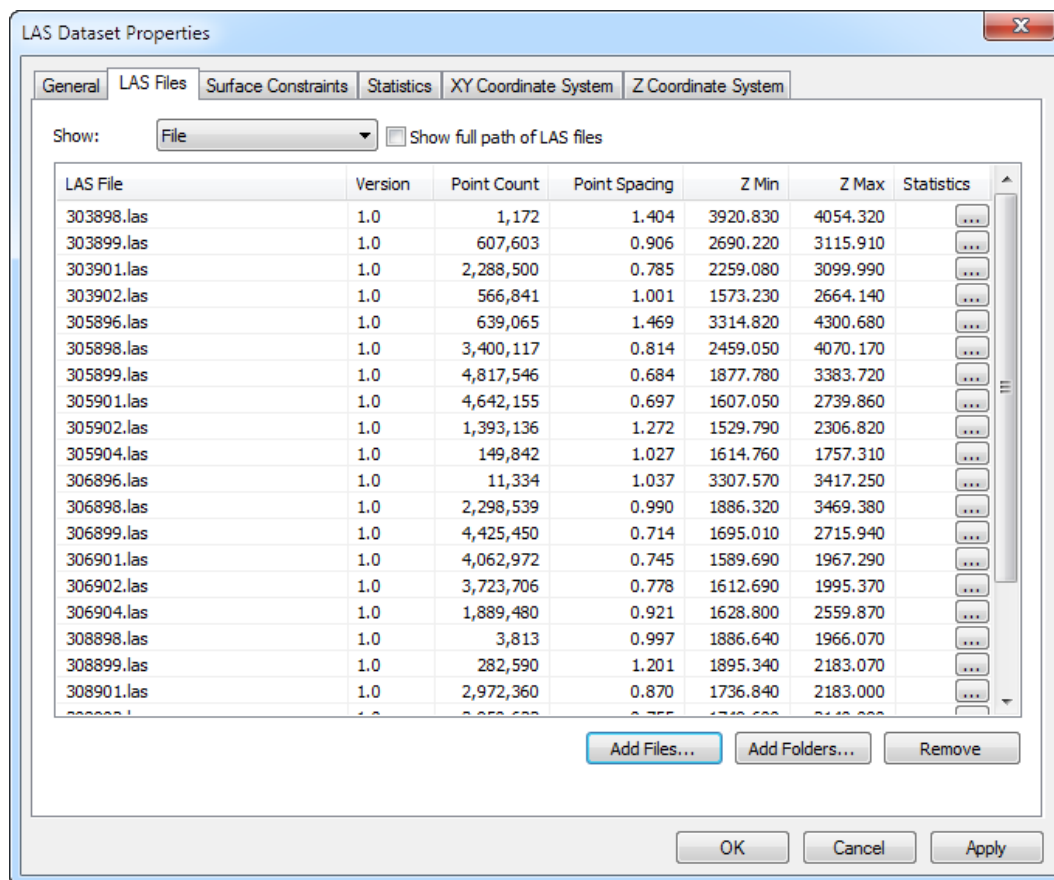 LAS Dataset Properties
General LAS Files Surface Constraints Statistics XY Coordinate System Z Coordinate System
Show: File Show full path of LAS files
LAS File Version Point Count Point Spacing Z Min Z Max Statistics
303898.las 1.0 1,172 1.404 3920.830 4054.320 ...
303899.las 1.0 607,603 0.906 2690.220 3115.910 ...
303901.las 1.0 2,288,500 0.785 2259.080 3099.990 ...
303902.las 1.0 566,841 1.001 1573.230 2664.140 ...
305896.las 1.0 639,065 1.469 3314.820 4300.680 ...
305898.las 1.0 3,400,117 0.814 2459.050 4070.170 ...
305899.las 1.0 4,817,546 0.684 1877.780 3383.720 ...
305901.las 1.0 4,642,155 0.697 1607.050 2739.860 ...
305902.las 1.0 1,393,136 1.272 1529.790 2306.820 ...
305904.las 1.0 149,842 1.027 1614.760 1757.310 ...
306896.las 1.0 11,334 1.037 3307.570 3417.250 ...
306898.las 1.0 2,298,539 0.990 1886.320 3469.380 ...
306899.las 1.0 4,425,450 0.714 1695.010 2715.940 ...
306901.las 1.0 4,062,972 0.745 1589.690 1967.290 ...
306902.las 1.0 3,723,706 0.778 1612.690 1995.370 ...
306904.las 1.0 1,889,480 0.921 1628.800 2559.870 ...
308898.las 1.0 3,813 0.997 1886.640 1966.070 ...
308899.las 1.0 282,590 1.201 1895.340 2183.070 ...
308901.las 1.0 2,972,360 0.870 1736.840 2183.000 ...
Add Files... Add Folders... Remove
OK Cancel Apply